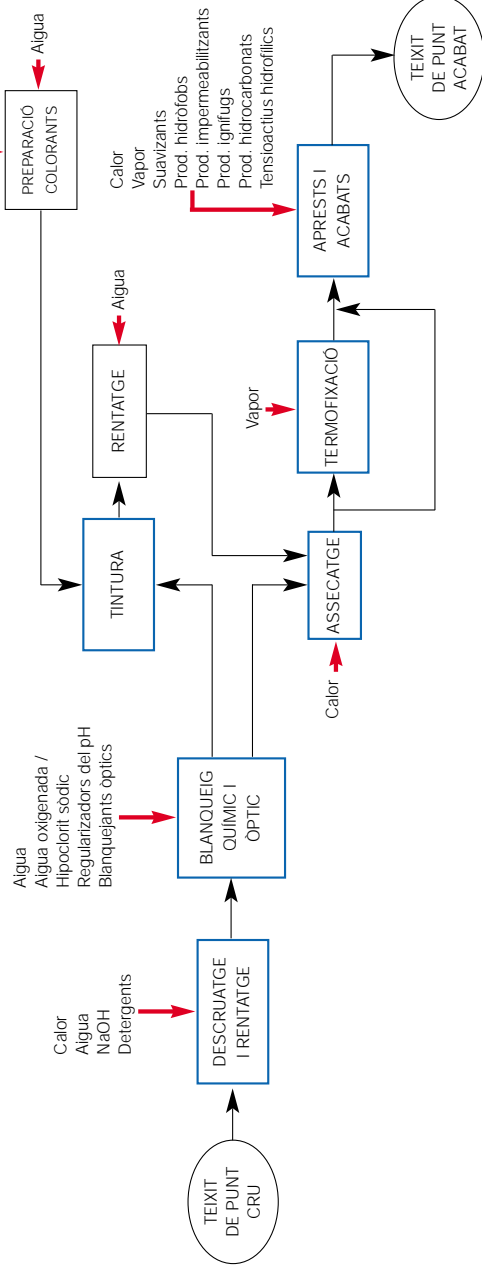 TEIXIT
DE PUNT
CRU
Calor
Aigua
NaOH
Detergents
DESCRUATGE
I RENTATGE
Aigua
Aigua oxigenada /
Hipoclorit sòdic
Regularizadors del pH
Blanquejants òptics
BLANQUEIG
QUÍMIC I
ÒPTIC
TINTURA
RENTATGE
Aigua
PREPARACIÓ
COLORANTS
Aigua
Calor
ASSECATGE
Vapor
TERMOFIXACIÓ
Calor
Vapor
Suavizants
Prod. hidròfobs
Prod. impermeabilitzants
Prod. ignífugs
Prod. hidrocarbonats
Tensioactius hidrofílics
APRESTS I
ACABATS
TEIXIT
DE PUNT
ACABAT